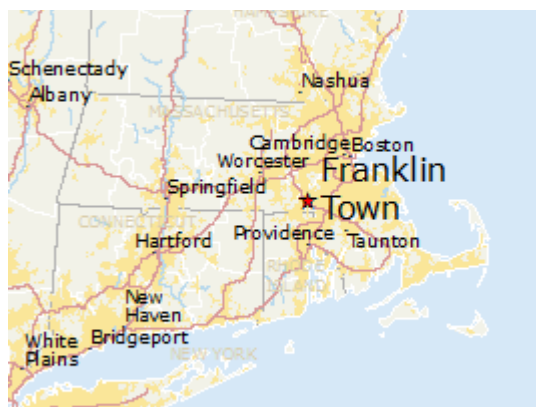 HAMPSHIRE
Schenectady
Albany
Nashua
MASSACHUSETTS
Cambridge
Boston
Worcester
Franklin
Town
Springfield
CONNECTICUT
Providence
Taunton
Hartford
RHODE
ISLAND
New
Haven
Bridgeport
White
Plains
NEW YORK